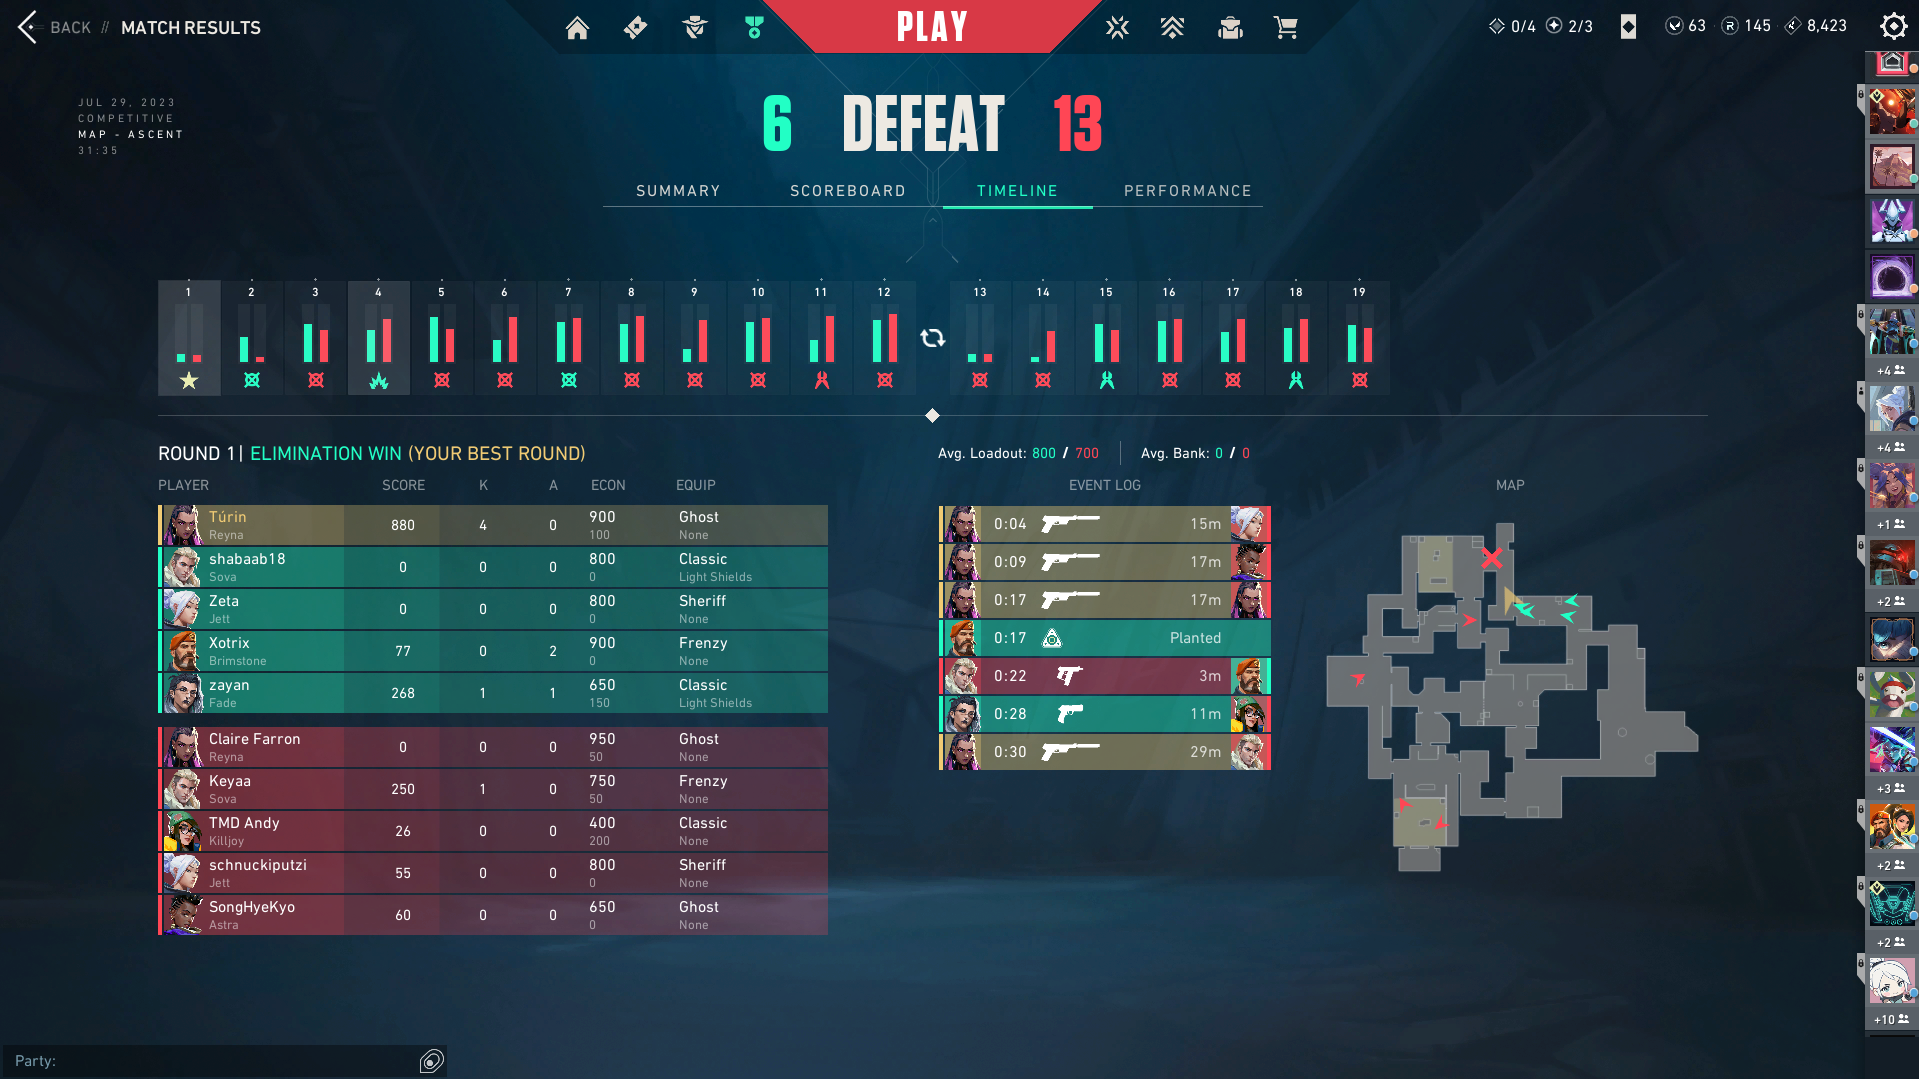 BACK // MATCH RESULTS
PLAY
0/4 2/3 63 R 145 8,423
JUL 29, 2023
COMPETITIVE
MAP - ASCENT
31:35
6 DEFEAT 13
SUMMARY SCOREBOARD TIMELINE PERFORMANCE
1 2 3 4 5 6 7 8 9 10 11 12 13 14 15 16 17 18 19
ROUND 1 | ELIMINATION WIN (YOUR BEST ROUND)
PLAYER SCORE K A ECON EQUIP
Túrin 880 4 0 900 Ghost
Reyna 100 None
shabaab18 0 0 0 800 Classic
Sova 0 Light Shields
Zeta 0 0 0 800 Sheriff
Jett 0 None
Xotrix 77 0 2 900 Frenzy
Brimstone 0 None
zayan 268 1 1 650 Classic
Fade 150 Light Shields
Claire Farron 0 0 0 950 Ghost
Reyna 50 None
Keyaa 250 1 0 750 Frenzy
Sova 50 None
TMD Andy 26 0 0 400 Classic
Killjoy 200 None
schnuckiputzi 55 0 0 800 Sheriff
Jett 0 None
SongHyeKyo 60 0 0 650 Ghost
Astra 0 None
Avg. Loadout: 800 / 700 Avg. Bank: 0 / 0
EVENT LOG
0:04 15m
0:09 17m
0:17 17m
0:17 Planted
0:22 3m
0:28 11m
0:30 29m
MAP
+4
+4
+1
+2
+3
+2
+2
+10
Party: